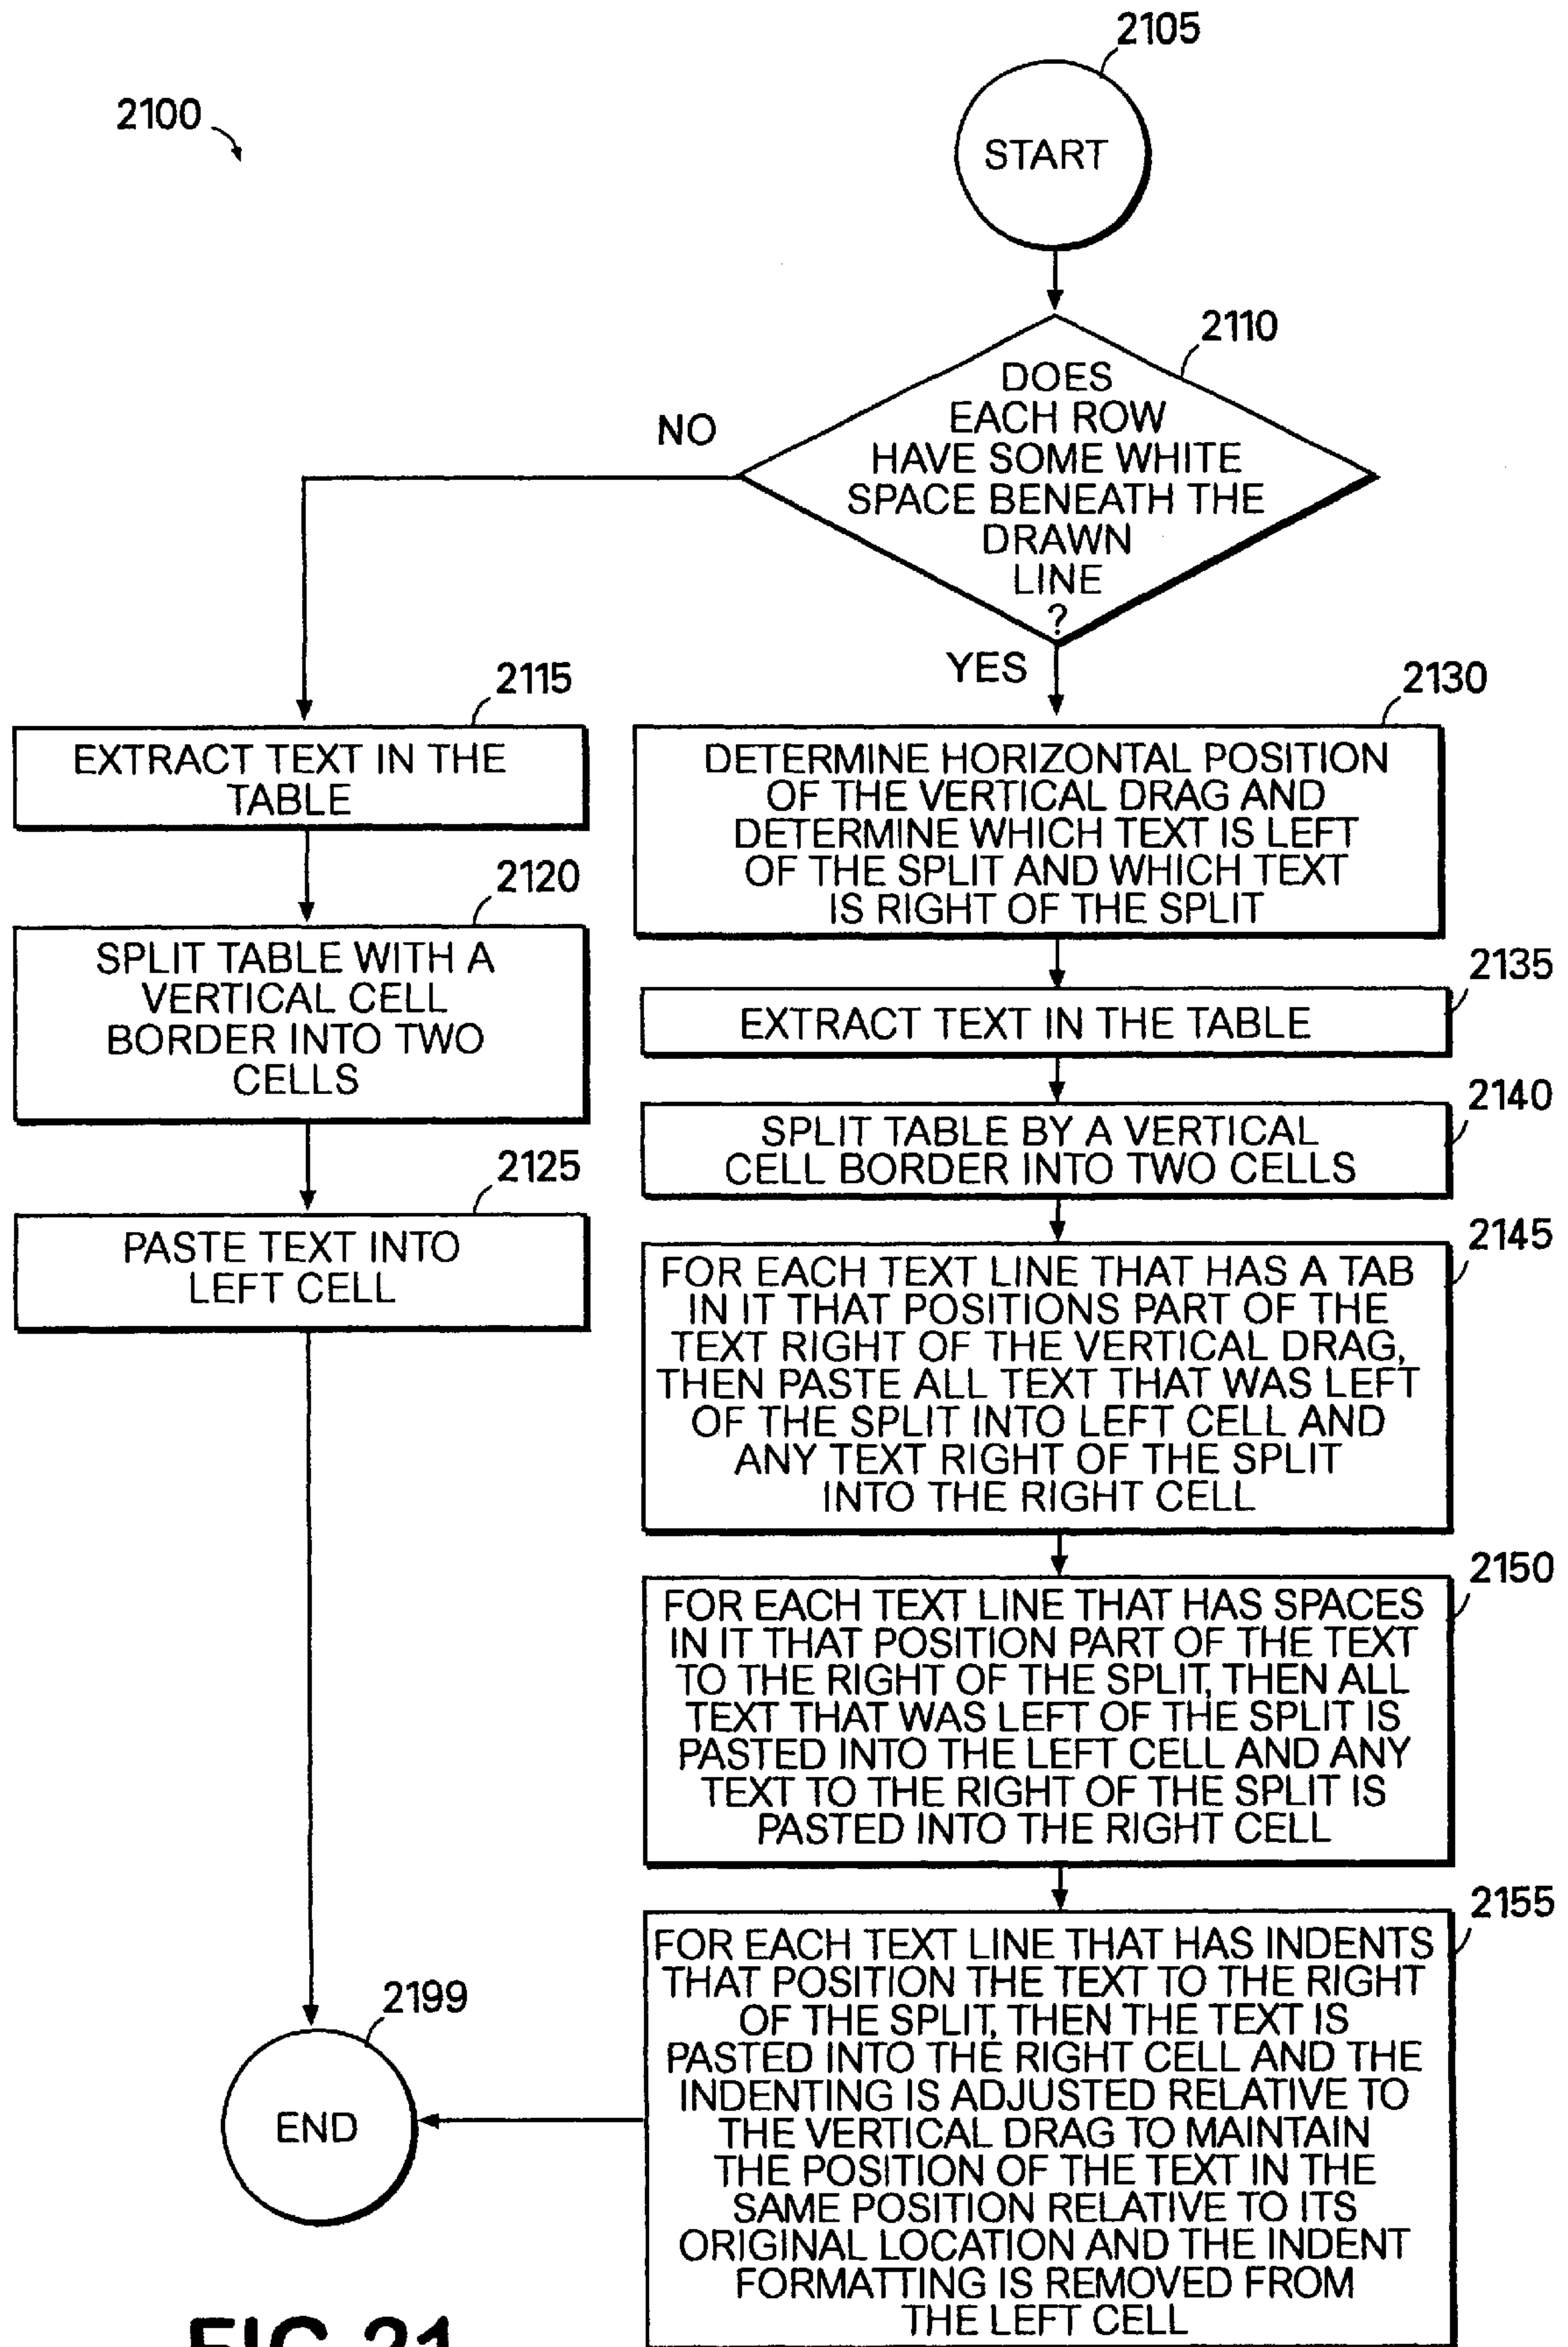 2105
2100
START
2110
DOES
EACH ROW
HAVE SOME WHITE
SPACE BENEATH THE
DRAWN
LINE
?
NO
YES
2115
EXTRACT TEXT IN THE
TABLE
2120
SPLIT TABLE WITH A
VERTICAL CELL
BORDER INTO TWO
CELLS
2125
PASTE TEXT INTO
LEFT CELL
2130
DETERMINE HORIZONTAL POSITION
OF THE VERTICAL DRAG AND
DETERMINE WHICH TEXT IS LEFT
OF THE SPLIT AND WHICH TEXT
IS RIGHT OF THE SPLIT
2135
EXTRACT TEXT IN THE TABLE
2140
SPLIT TABLE BY A VERTICAL
CELL BORDER INTO TWO CELLS
2145
FOR EACH TEXT LINE THAT HAS A TAB
IN IT THAT POSITIONS PART OF THE
TEXT RIGHT OF THE VERTICAL DRAG,
THEN PASTE ALL TEXT THAT WAS LEFT
OF THE SPLIT INTO LEFT CELL AND
ANY TEXT RIGHT OF THE SPLIT
INTO THE RIGHT CELL
2150
FOR EACH TEXT LINE THAT HAS SPACES
IN IT THAT POSITION PART OF THE TEXT
TO THE RIGHT OF THE SPLIT, THEN ALL
TEXT THAT WAS LEFT OF THE SPLIT IS
PASTED INTO THE LEFT CELL AND ANY
TEXT TO THE RIGHT OF THE SPLIT IS
PASTED INTO THE RIGHT CELL
2155
FOR EACH TEXT LINE THAT HAS INDENTS
THAT POSITION THE TEXT TO THE RIGHT
OF THE SPLIT, THEN THE TEXT IS
PASTED INTO THE RIGHT CELL AND THE
INDENTING IS ADJUSTED RELATIVE TO
THE VERTICAL DRAG TO MAINTAIN
THE POSITION OF THE TEXT IN THE
SAME POSITION RELATIVE TO ITS
ORIGINAL LOCATION AND THE INDENT
FORMATTING IS REMOVED FROM
THE LEFT CELL
2199
END
FIG.21